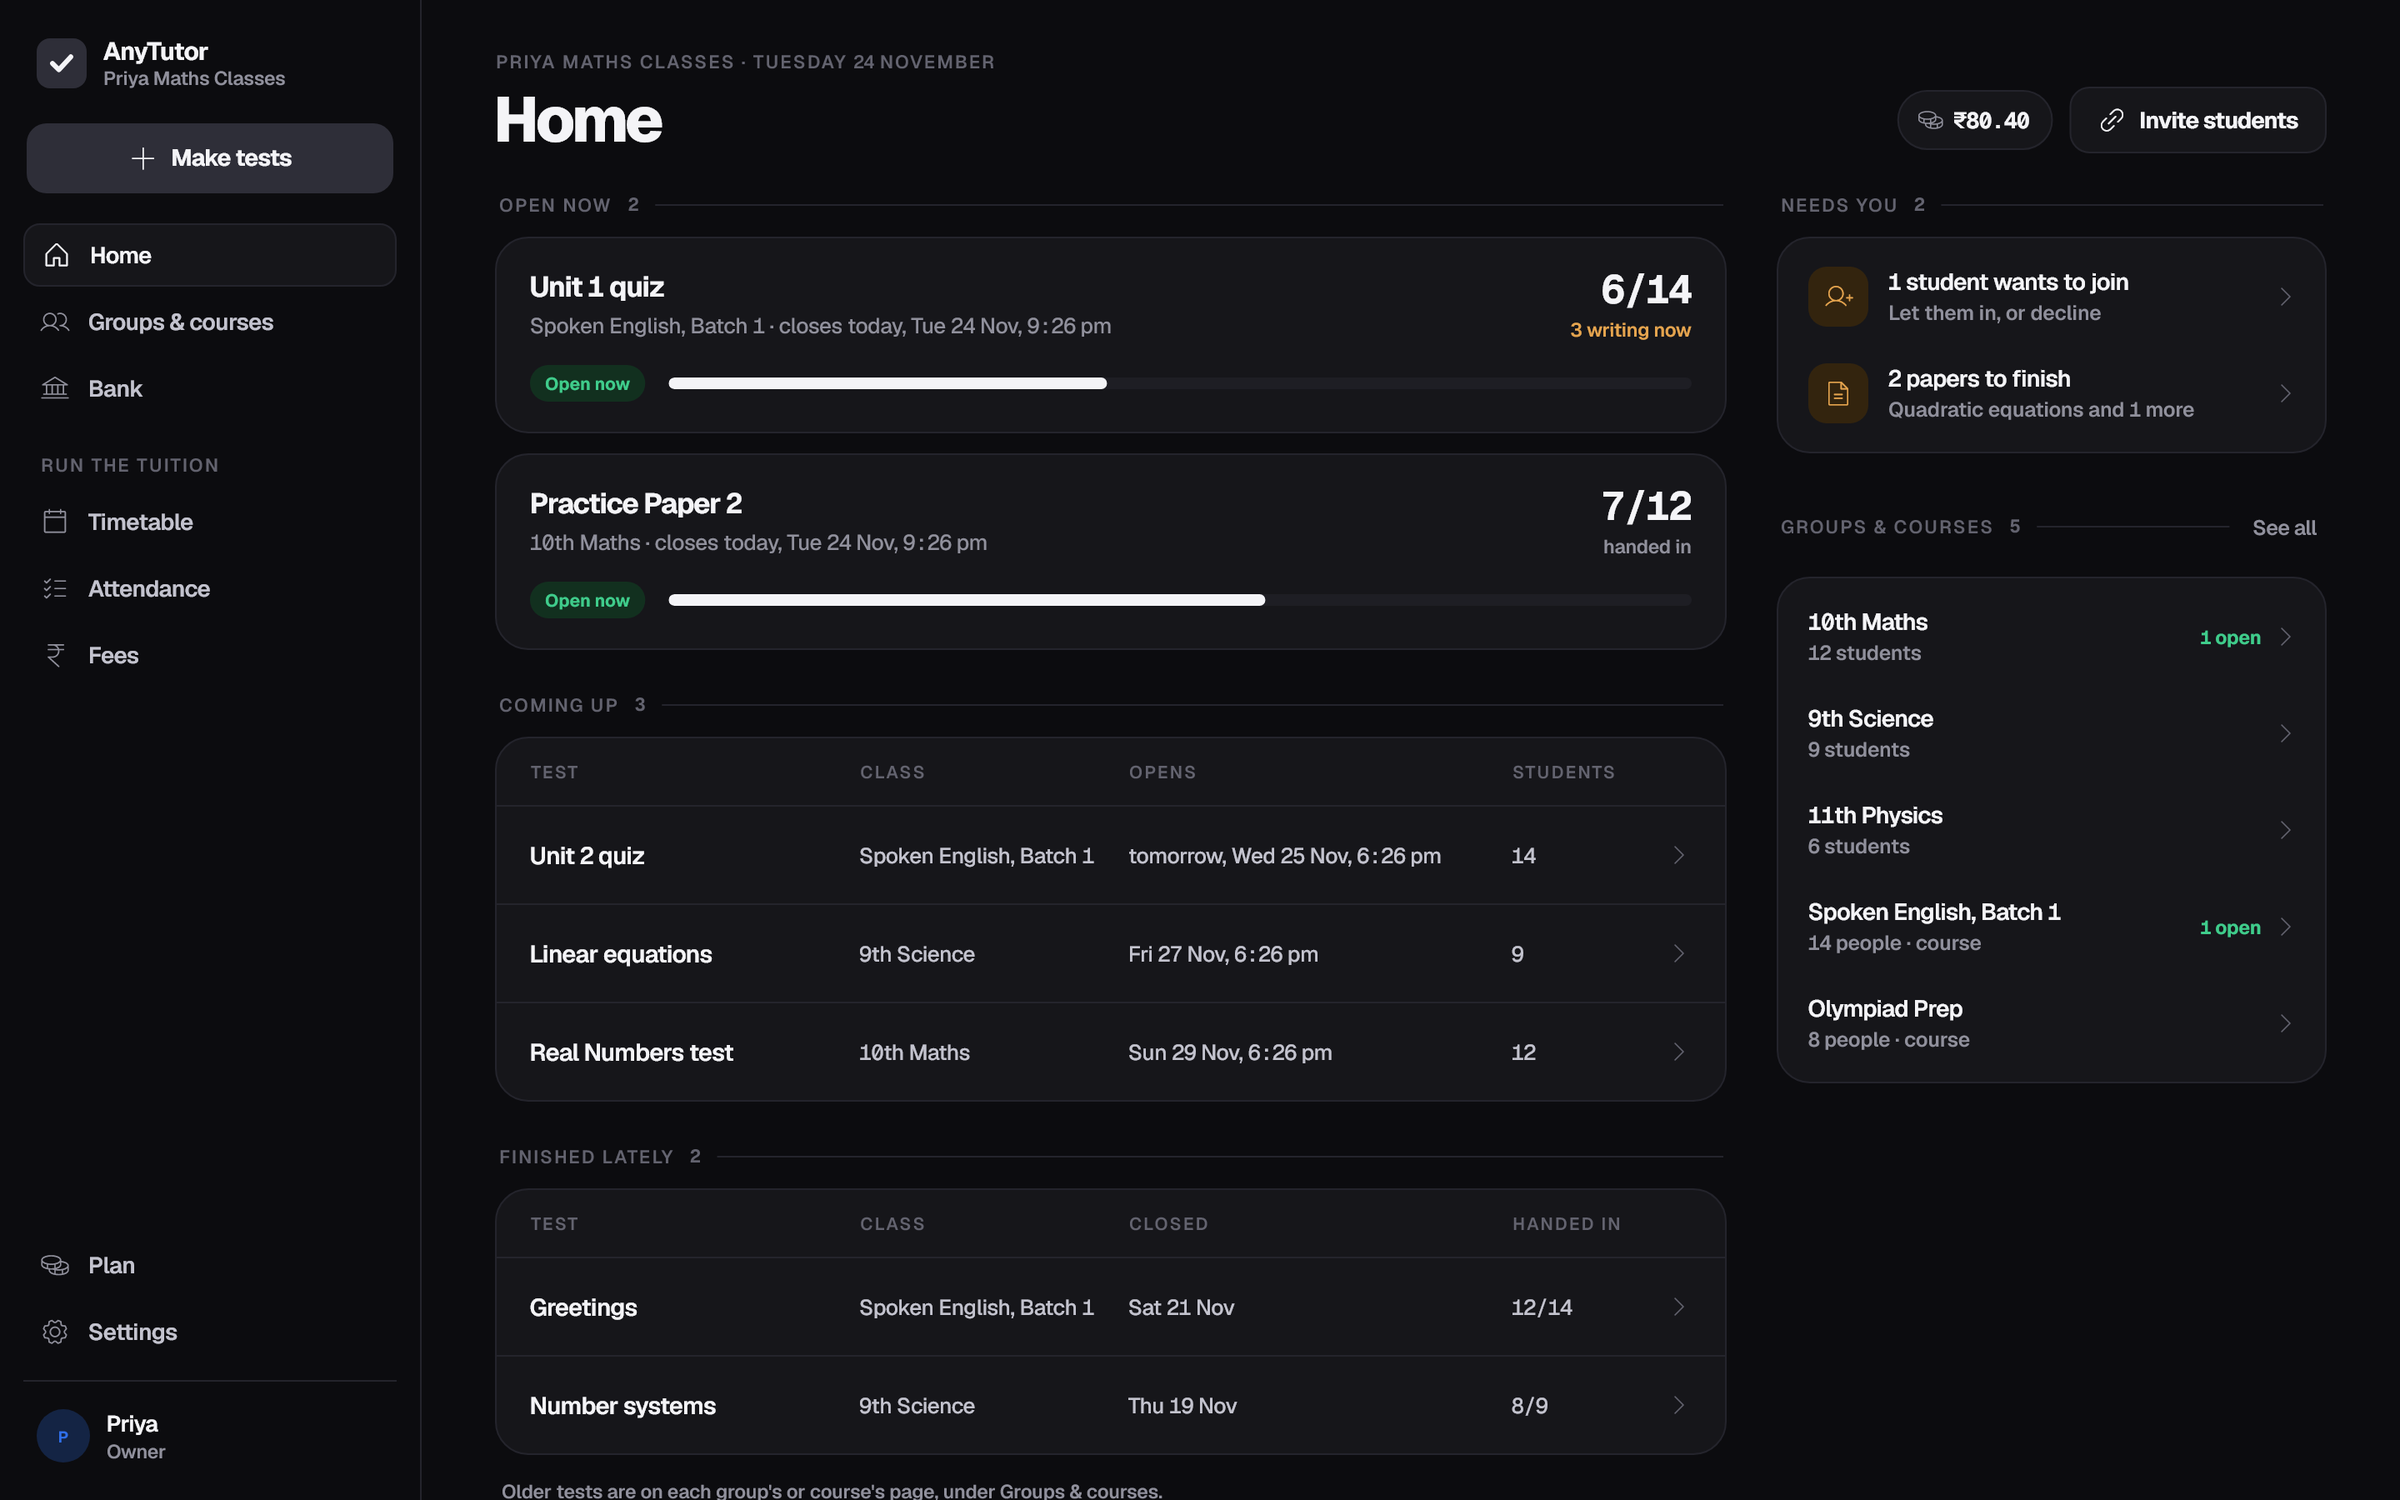 AnyTutor
Priya Maths Classes
Make tests
Home
Groups & courses
Bank
RUN THE TUITION
Timetable
Attendance
Fees
Plan
Settings
P
Priya
Owner
PRIYA MATHS CLASSES · TUESDAY 24 NOVEMBER
Home
₹80.40
Invite students
OPEN NOW 2
Unit 1 quiz
6/14
Spoken English, Batch 1 · closes today, Tue 24 Nov, 9:26 pm
3 writing now
Open now
Practice Paper 2
7/12
10th Maths · closes today, Tue 24 Nov, 9:26 pm
handed in
Open now
COMING UP 3
TEST CLASS OPENS STUDENTS
Unit 2 quiz Spoken English, Batch 1 tomorrow, Wed 25 Nov, 6:26 pm 14
Linear equations 9th Science Fri 27 Nov, 6:26 pm 9
Real Numbers test 10th Maths Sun 29 Nov, 6:26 pm 12
FINISHED LATELY 2
TEST CLASS CLOSED HANDED IN
Greetings Spoken English, Batch 1 Sat 21 Nov 12/14
Number systems 9th Science Thu 19 Nov 8/9
Older tests are on each group's or course's page, under Groups & courses.
NEEDS YOU 2
1 student wants to join
Let them in, or decline
2 papers to finish
Quadratic equations and 1 more
GROUPS & COURSES 5 See all
10th Maths
12 students
1 open
9th Science
9 students
11th Physics
6 students
Spoken English, Batch 1
14 people · course
1 open
Olympiad Prep
8 people · course